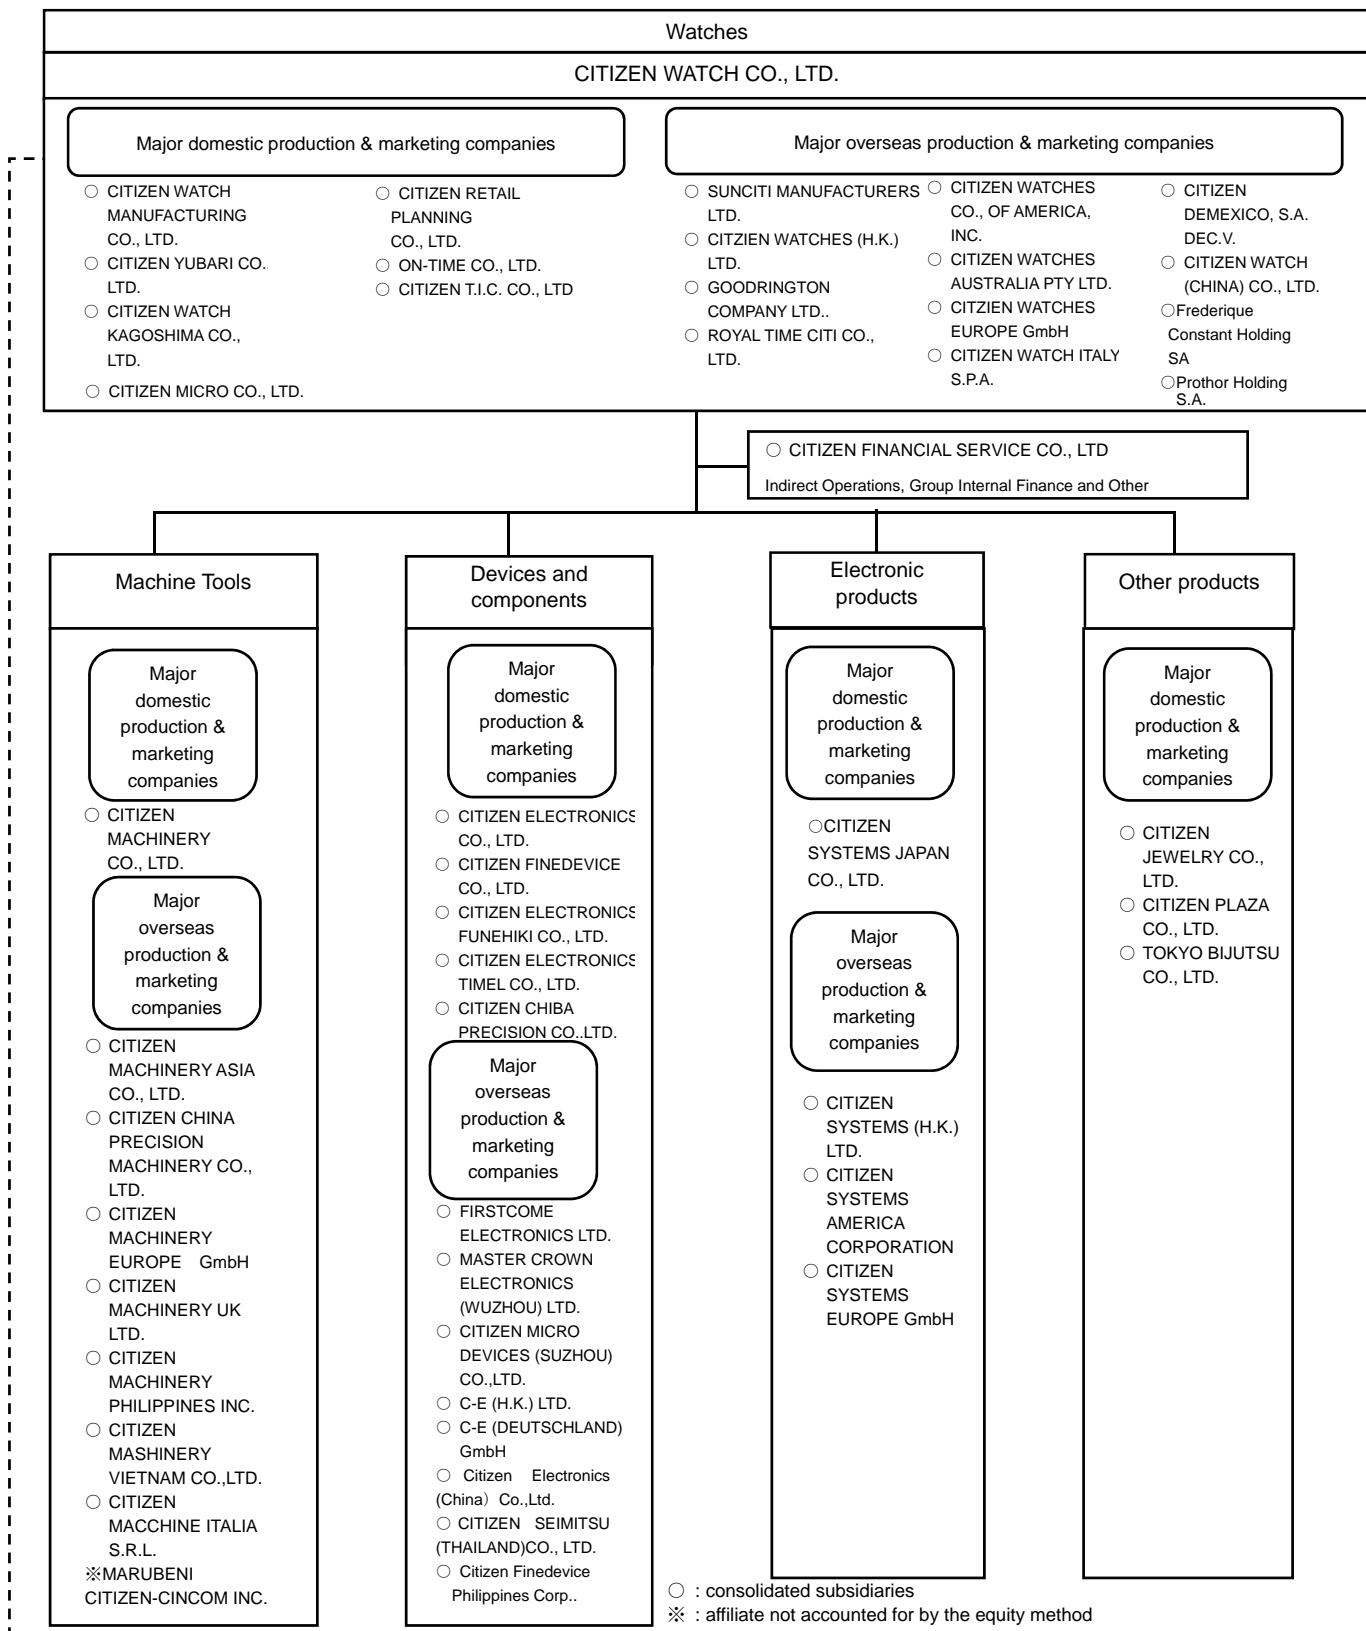 Watches
CITIZEN WATCH CO., LTD.
Major domestic production & marketing companies
○ CITIZEN WATCH
MANUFACTURING
CO., LTD.
○ CITIZEN YUBARI CO.,
LTD.
○ CITIZEN WATCH
KAGOSHIMA CO.,
LTD.
○ CITIZEN MICRO CO., LTD.
○ CITIZEN RETAIL
PLANNING
CO., LTD.
○ ON-TIME CO., LTD.
○ CITIZEN T.I.C. CO., LTD
Major overseas production & marketing companies
○ SUNCITI MANUFACTURERS
LTD.
○ CITZIEN WATCHES (H.K.)
LTD.
○ GOODRINGTON
COMPANY LTD..
○ ROYAL TIME CITI CO.,
LTD.
○ CITIZEN WATCHES
CO., OF AMERICA,
INC.
○ CITIZEN WATCHES
AUSTRALIA PTY LTD.
○ CITZIEN WATCHES
EUROPE GmbH
○ CITIZEN WATCH ITALY
S.P.A.
○ CITIZEN
DEMEXICO, S.A.
DEC.V.
○ CITIZEN WATCH
(CHINA) CO., LTD.
○Frederique
Constant Holding
SA
○Prothor Holding
S.A.
○ CITIZEN FINANCIAL SERVICE CO., LTD
Indirect Operations, Group Internal Finance and Other
Machine Tools
Major
domestic
production &
marketing
companies
○ CITIZEN
MACHINERY
CO., LTD.
Major
overseas
production &
marketing
companies
○ CITIZEN
MACHINERY ASIA
CO., LTD.
○ CITIZEN CHINA
PRECISION
MACHINERY CO.,
LTD.
○ CITIZEN
MACHINERY
EUROPE GmbH
○ CITIZEN
MACHINERY UK
LTD.
○ CITIZEN
MACHINERY
PHILIPPINES INC.
○ CITIZEN
MASHINERY
VIETNAM CO.,LTD.
○ CITIZEN
MACCHINE ITALIA
S.R.L.
※MARUBENI
CITIZEN-CINCOM INC.
Devices and
components
Major
domestic
production &
marketing
companies
○ CITIZEN ELECTRONICS
CO., LTD.
○ CITIZEN FINEDEVICE
CO., LTD.
○ CITIZEN ELECTRONICS
FUNEHIKI CO., LTD.
○ CITIZEN ELECTRONICS
TIMEL CO., LTD.
○ CITIZEN CHIBA
PRECISION CO..LTD.
Major
overseas
production &
marketing
companies
○ FIRSTCOME
ELECTRONICS LTD.
○ MASTER CROWN
ELECTRONICS
(WUZHOU) LTD.
○ CITIZEN MICRO
DEVICES (SUZHOU)
CO.,LTD.
○ C-E (H.K.) LTD.
○ C-E (DEUTSCHLAND)
GmbH
○ Citizen Electronics
(China）Co.,Ltd.
○ CITIZEN SEIMITSU
(THAILAND)CO., LTD.
○ Citizen Finedevice
Philippines Corp..
Electronic
products
Major
domestic
production &
marketing
companies
○CITIZEN
SYSTEMS JAPAN
CO., LTD.
Major
overseas
production &
marketing
companies
○ CITIZEN
SYSTEMS (H.K.)
LTD.
○ CITIZEN
SYSTEMS
AMERICA
CORPORATION
○ CITIZEN
SYSTEMS
EUROPE GmbH
Other products
Major
domestic
production &
marketing
companies
○ CITIZEN
JEWELRY CO.,
LTD.
○ CITIZEN PLAZA
CO., LTD.
○ TOKYO BIJUTSU
CO., LTD.
○ : consolidated subsidiaries
※ : affiliate not accounted for by the equity method